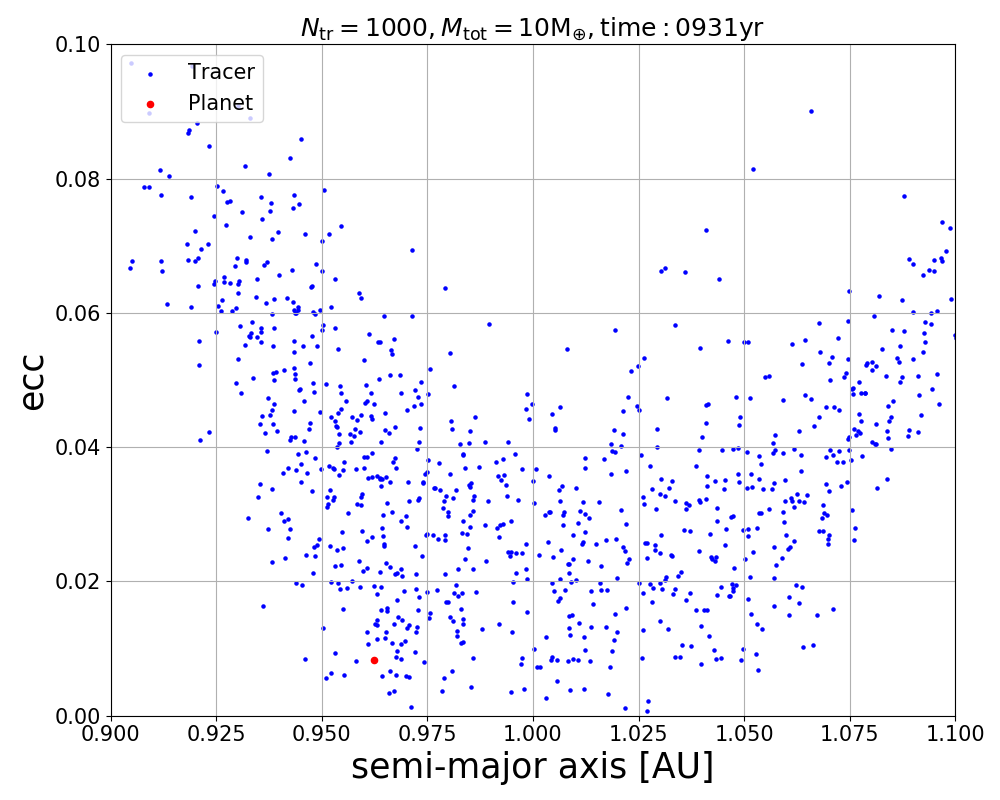 N_tr = 1000, M_tot = 10M_⊕, time : 0931yr
0.10
Tracer
Planet
0.08
0.06
ecc
0.04
0.02
0.00
0.900 0.925 0.950 0.975 1.000 1.025 1.050 1.075 1.100
semi-major axis [AU]